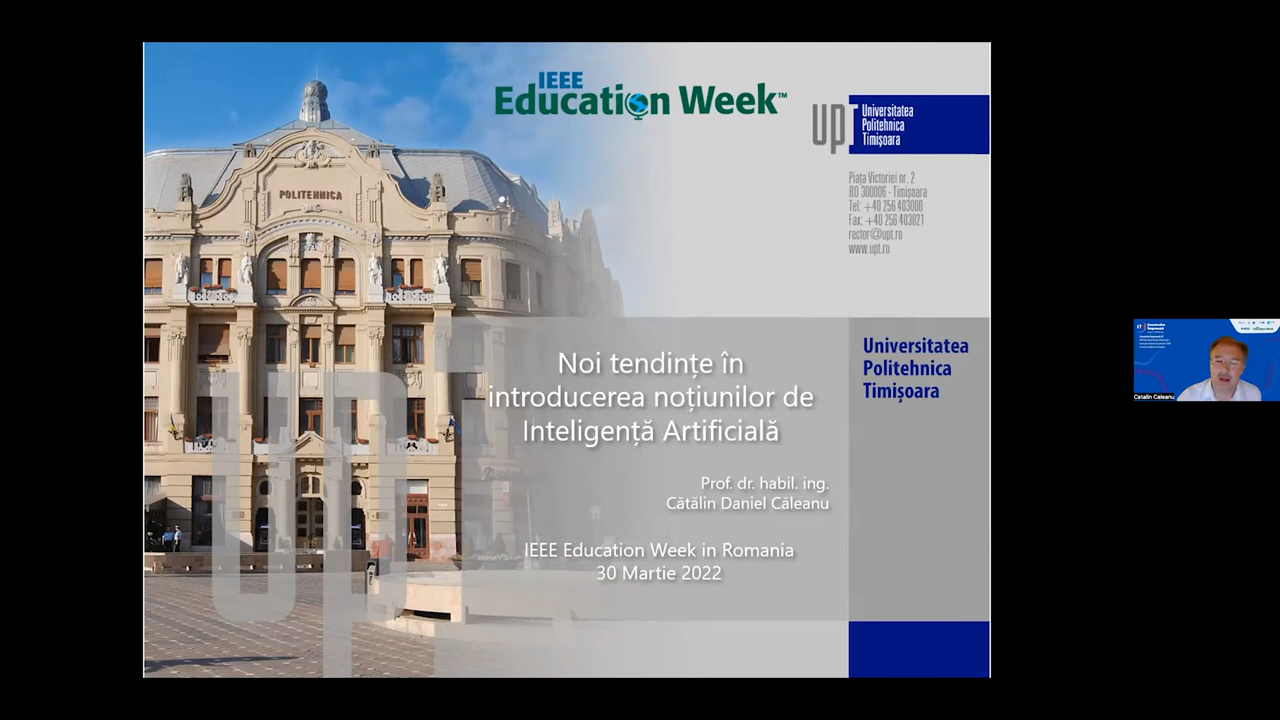 IEEE
Education Week™
upt
Universitatea
Politehnica
Timișoara
Piața Victoriei nr. 2
RO 300006 - Timișoara
Tel: +40 256 403000
Fax: +40 256 403021
rector@upt.ro
www.upt.ro
POLITEHNICA
Universitatea
Politehnica
Timișoara
Noi tendințe în
introducerea noțiunilor de
Inteligență Artificială
Prof. dr. habil. ing.
Cătălin Daniel Căleanu
IEEE Education Week in Romania
30 Martie 2022
upt
Catalin Caleanu